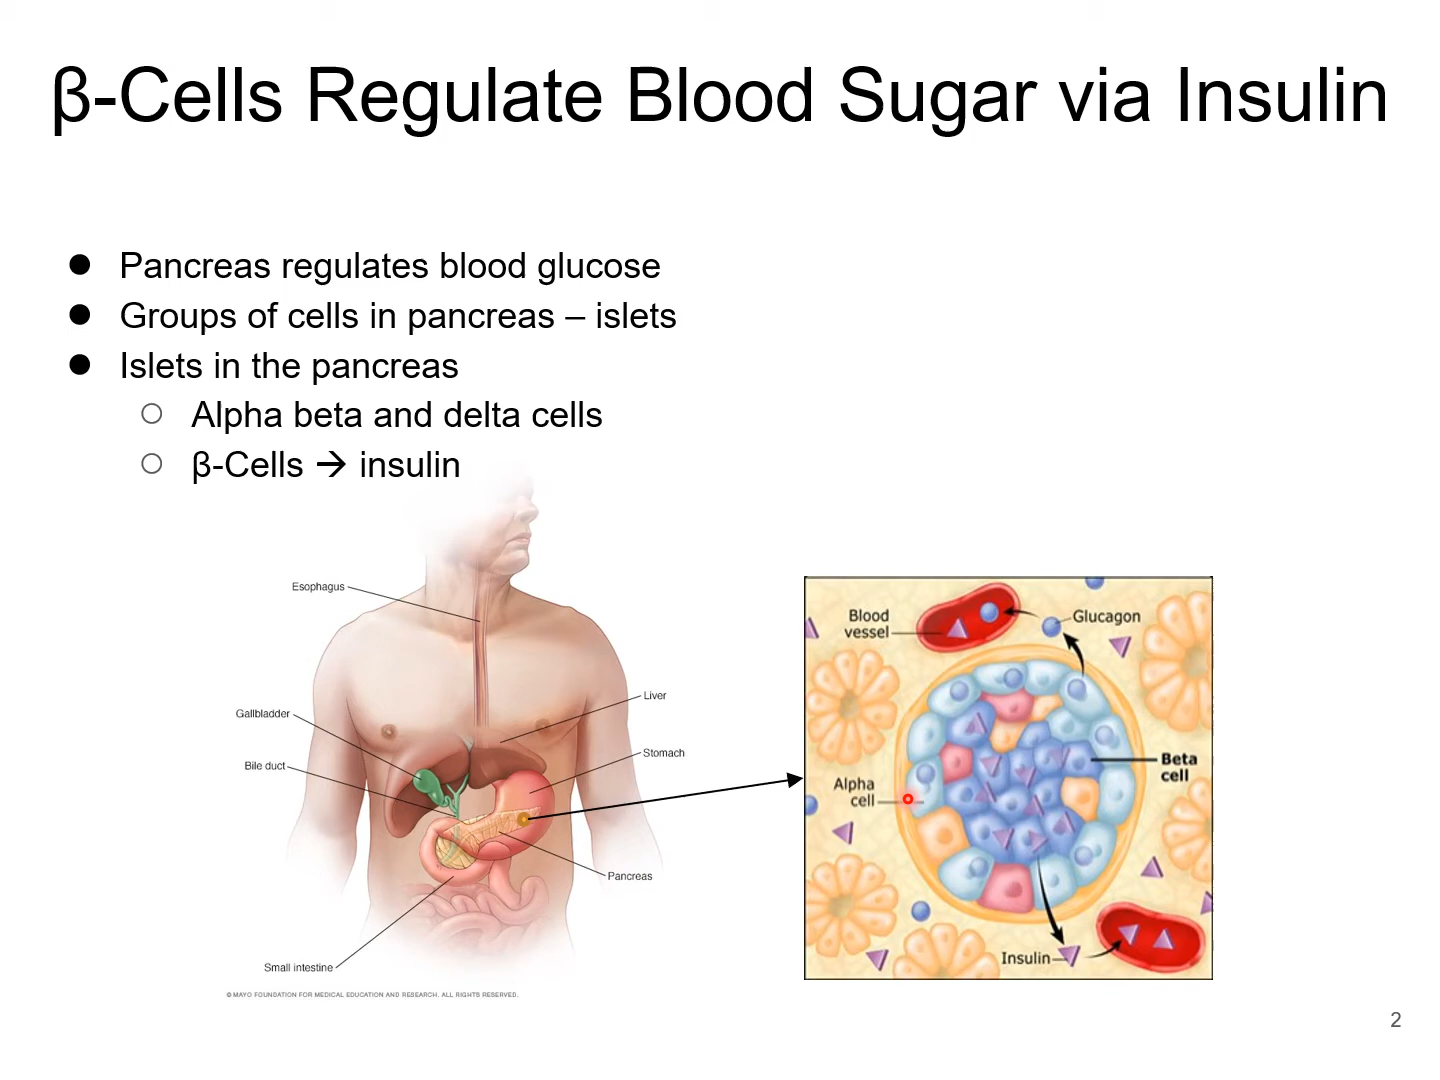 β-Cells Regulate Blood Sugar via Insulin
● Pancreas regulates blood glucose
● Groups of cells in pancreas – islets
● Islets in the pancreas
○ Alpha beta and delta cells
○ β-Cells → insulin
Esophagus
Gallbladder
Bile duct
Liver
Stomach
Pancreas
Small intestine
© MAYO FOUNDATION FOR MEDICAL EDUCATION AND RESEARCH. ALL RIGHTS RESERVED.
Blood
vessel
Glucagon
Alpha
cell
Beta
cell
Insulin
2